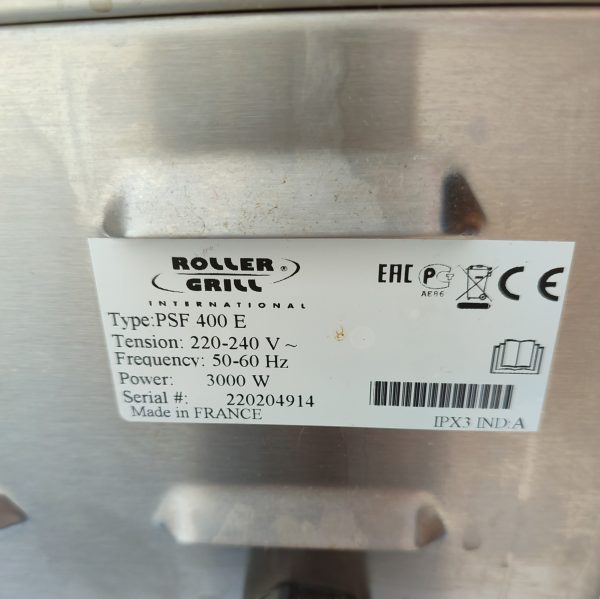 ROLLER ®
GRILL
INTERNATIONAL
Type:PSF 400 E
Tension: 220-240 V ~
Frequency: 50-60 Hz
Power: 3000 W
Serial #: 220204914
Made in FRANCE
EAC
АЯ86
CE
IPX3 IND:A